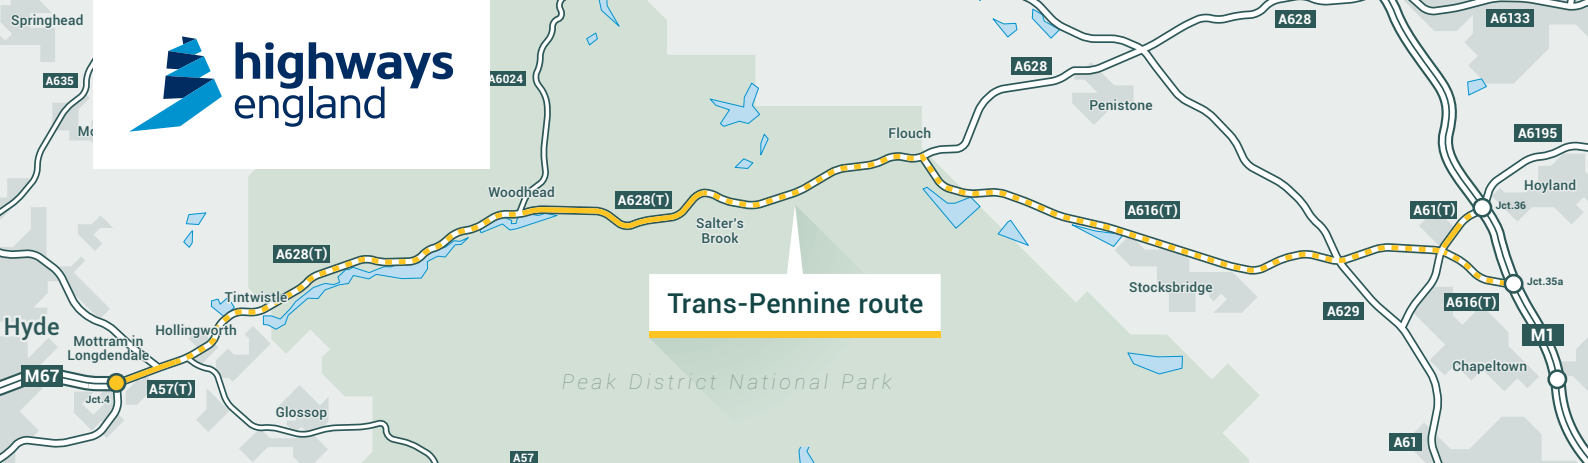 Springhead
highways
england
A635
A6024
A628
A6133
A628
Penistone
Flouch
A6195
Hoyland
Woodhead
A628(T)
Salter's
Brook
A616(T)
A61(T)
Jct.36
A628(T)
Tintwistle
Trans-Pennine route
Stocksbridge
Jct.35a
A616(T)
A629
M1
Hyde
Hollingworth
Mottram in
Longdendale
M67
A57(T)
Jct.4
Peak District National Park
Chapeltown
Glossop
A61
A57